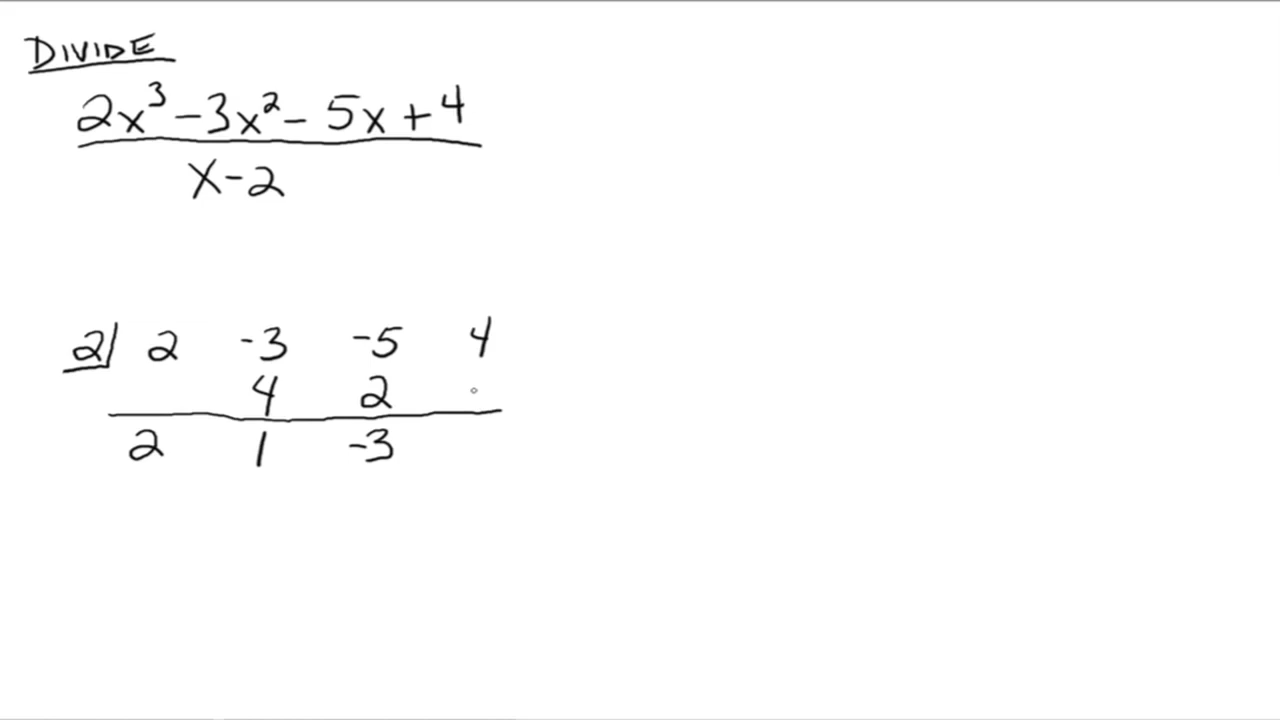 DIVIDE
2x³ - 3x² - 5x + 4
x - 2
2 2 -3 -5 4
4 2
2 1 -3